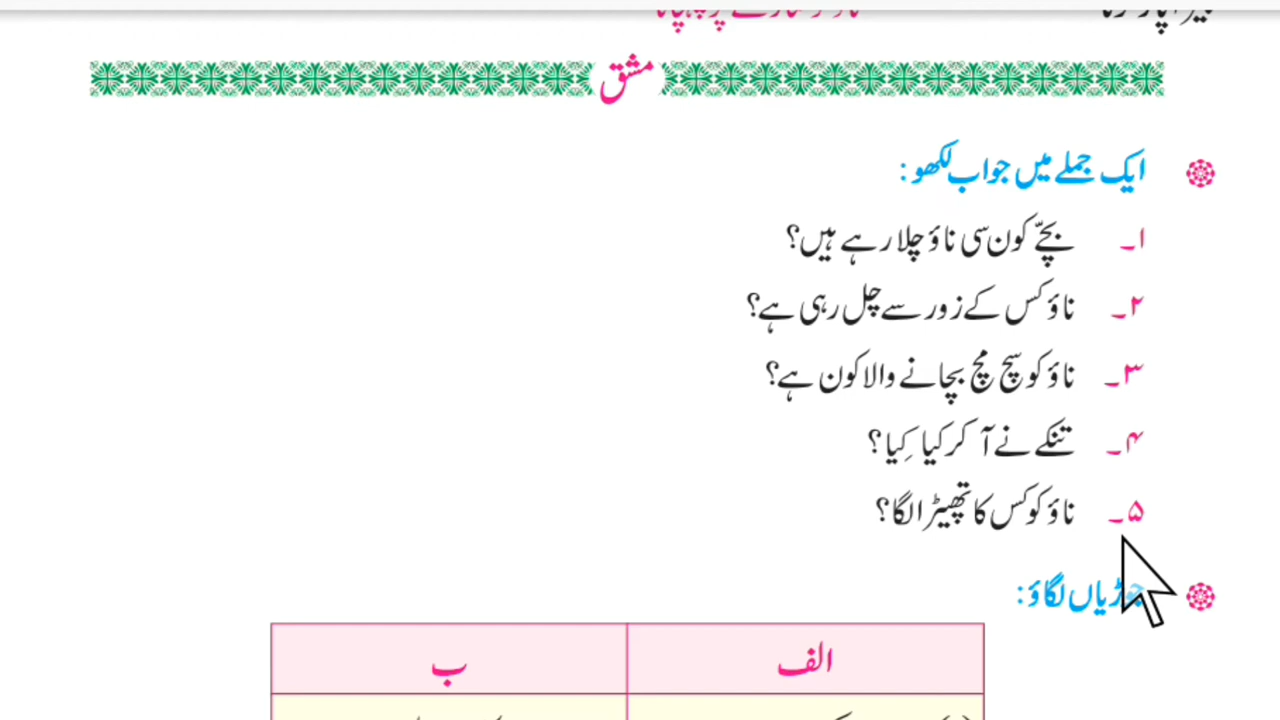 مشق
ایک جملے میں جواب لکھو :
۱۔ بچّے کون سی ناؤ چلا رہے ہیں؟
۲۔ ناؤ کس کے زور سے چل رہی ہے؟
۳۔ ناؤ کو سچ مچ بچانے والا کون ہے؟
۴۔ تنکے نے آ کر کیا کِیا ؟
۵۔ ناؤ کو کس کا تھپیڑا لگا؟
جوڑیاں لگاؤ :
الف ب